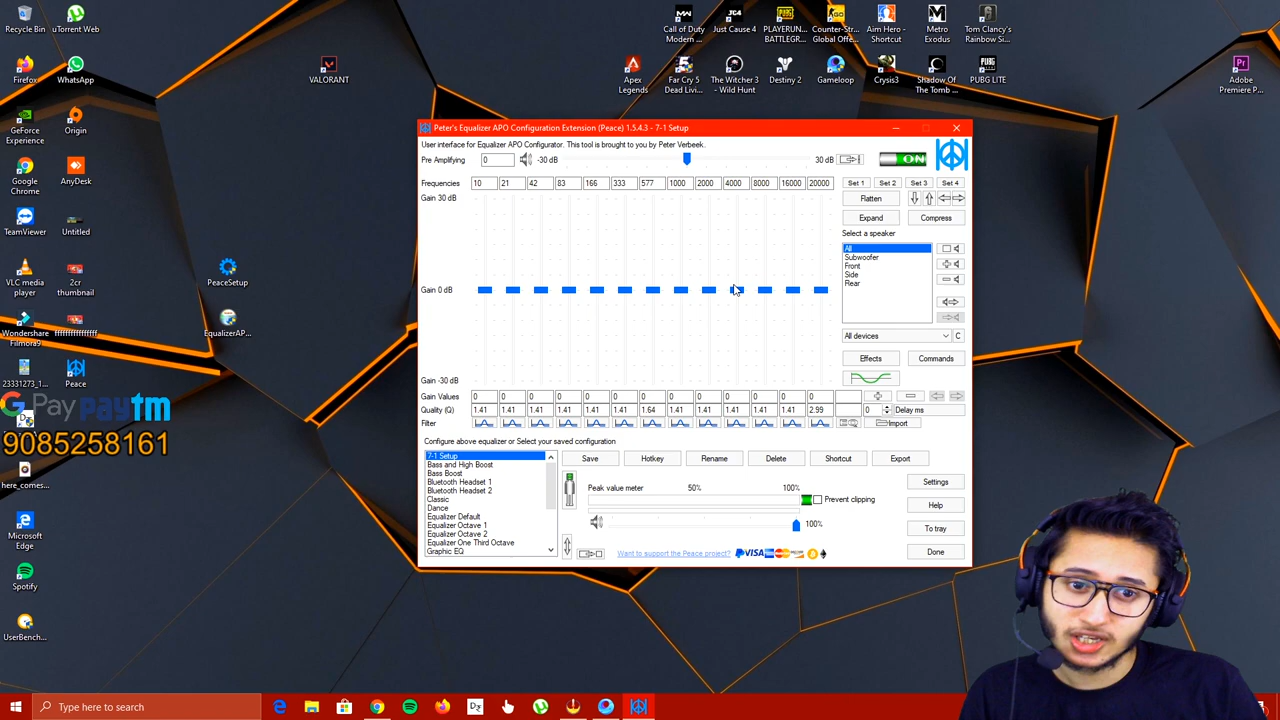 Recycle Bin
uTorrent Web
Firefox
WhatsApp
GeForce Experience
Origin
Google Chrome
AnyDesk
TeamViewer
Untitled
VLC media player
2cr thumbnail
Wondershare Filmora9
ffffffffffffffff
23331273_1...
Peace
G Pay paytm
9085258161
here_comes...
Microsoft Edge
Spotify
UserBench...
VALORANT
PeaceSetup
EqualizerAP...
Call of Duty Modern ...
Just Cause 4
PLAYERUN... BATTLEGR...
Counter-Str... Global Offe...
Aim Hero - Shortcut
Metro Exodus
Tom Clancy's Rainbow Si...
Apex Legends
Far Cry 5 Dead Livi...
The Witcher 3 - Wild Hunt
Destiny 2
Gameloop
Crysis3
Shadow Of The Tomb ...
PUBG LITE
Adobe Premiere P...
Peter's Equalizer APO Configuration Extension (Peace) 1.5.4.3 - 7-1 Setup
User interface for Equalizer APO Configurator. This tool is brought to you by Peter Verbeek.
Pre Amplifying 0 -30 dB 30 dB ON
Frequencies 10 21 42 83 166 333 577 1000 2000 4000 8000 16000 20000
Set 1 Set 2 Set 3 Set 4
Gain 30 dB
Flatten
Expand Compress
Select a speaker
All
Subwoofer
Front
Side
Rear
Gain 0 dB
All devices C
Effects Commands
Gain -30 dB
Gain Values 0 0 0 0 0 0 0 0 0 0 0 0 0
Quality (Q) 1.41 1.41 1.41 1.41 1.41 1.41 1.64 1.41 1.41 1.41 1.41 1.41 2.99 0 Delay ms
Filter Import
Configure above equalizer or Select your saved configuration
7-1 Setup
Bass and High Boost
Bass Boost
Bluetooth Headset 1
Bluetooth Headset 2
Classic
Dance
Equalizer Default
Equalizer Octave 1
Equalizer Octave 2
Equalizer One Third Octave
Graphic EQ
Save Hotkey Rename Delete Shortcut Export
Peak value meter 50% 100% Prevent clipping
100%
Want to support the Peace project? VISA
Settings
Help
To tray
Done
Type here to search